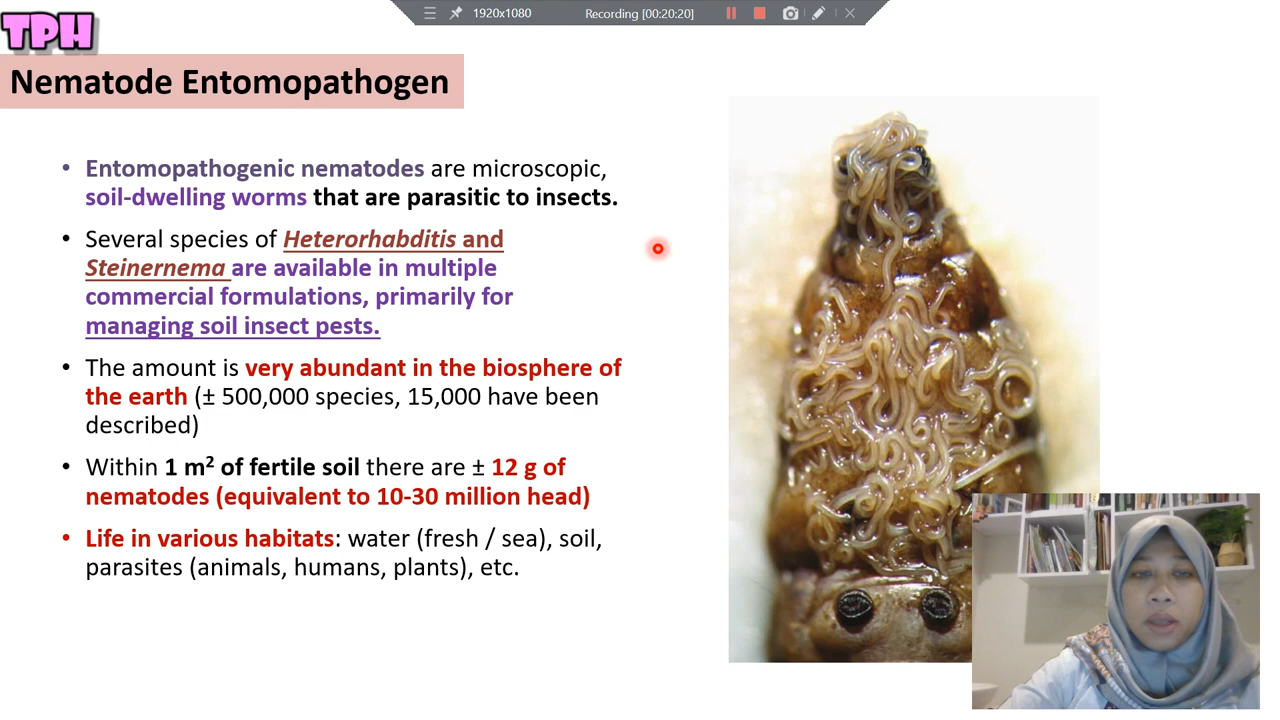 1920x1080 Recording [00:20:20]
TPH
Nematode Entomopathogen
• Entomopathogenic nematodes are microscopic,
soil-dwelling worms that are parasitic to insects.
• Several species of Heterorhabditis and
Steinernema are available in multiple
commercial formulations, primarily for
managing soil insect pests.
• The amount is very abundant in the biosphere of
the earth (± 500,000 species, 15,000 have been
described)
• Within 1 m² of fertile soil there are ± 12 g of
nematodes (equivalent to 10-30 million head)
• Life in various habitats: water (fresh / sea), soil,
parasites (animals, humans, plants), etc.